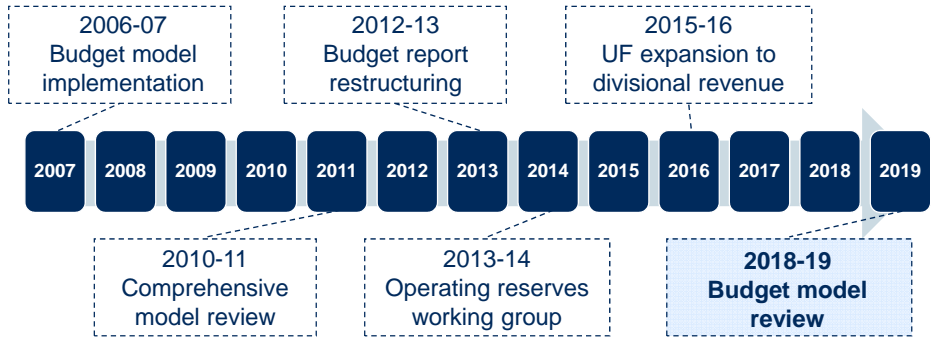 2006-07
Budget model
implementation
2012-13
Budget report
restructuring
2015-16
UF expansion to
divisional revenue
2007
2008
2009
2010
2011
2012
2013
2014
2015
2016
2017
2018
2019
2010-11
Comprehensive
model review
2013-14
Operating reserves
working group
2018-19
Budget model
review